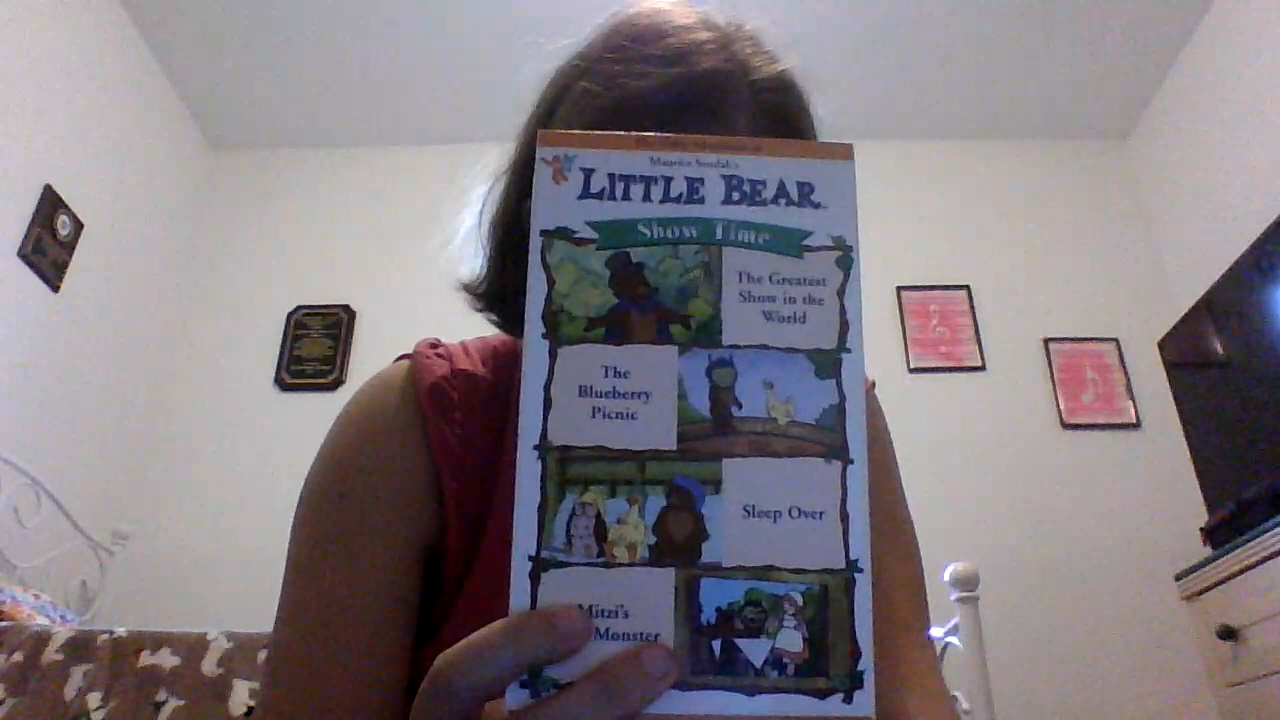 Maurice Sendak's
LITTLE BEAR
Show Time
The Greatest
Show in the
World
The
Blueberry
Picnic
Sleep Over
Mitzi's
Monster